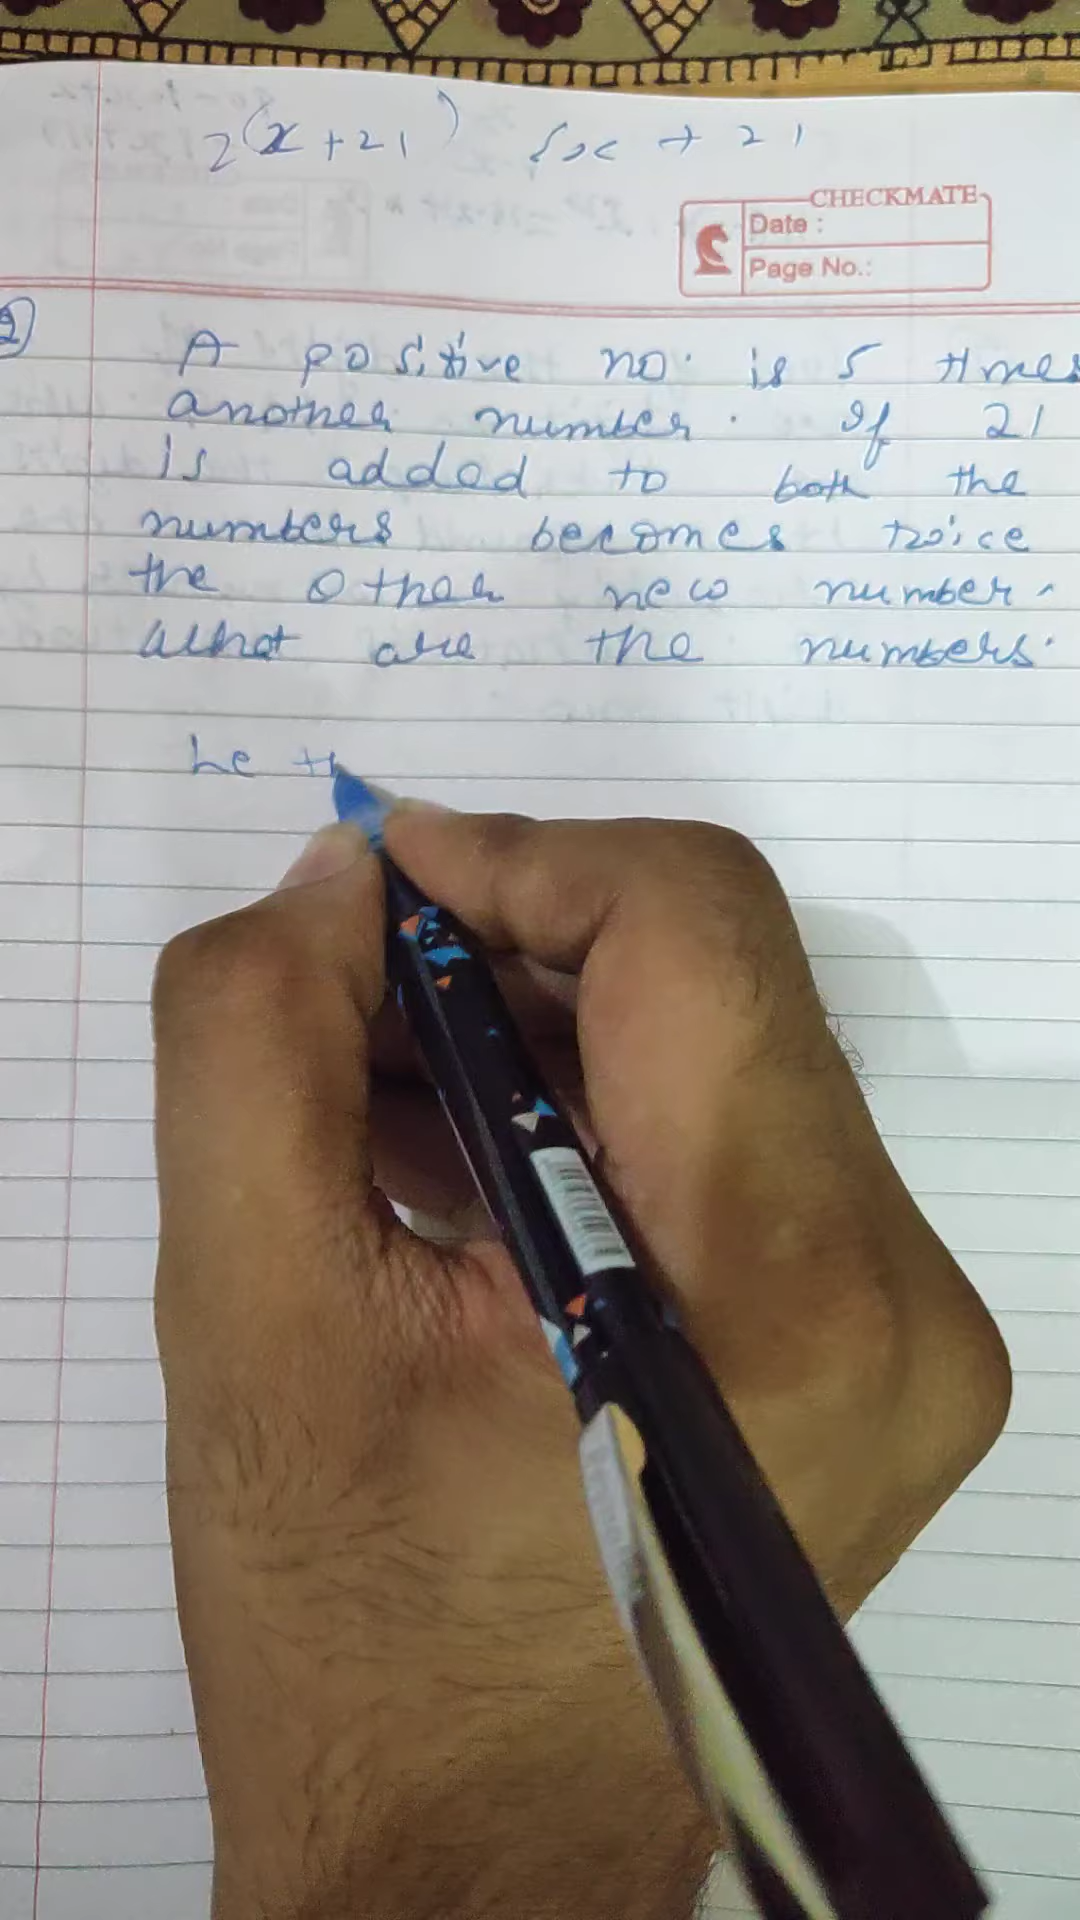 2(x+21) 5x + 21
CHECKMATE
Date :
Page No.:
2) A positive no. is 5 times
another number. If 21
is added to both the
numbers becomes twice
the other new number.
What are the numbers.
Le th